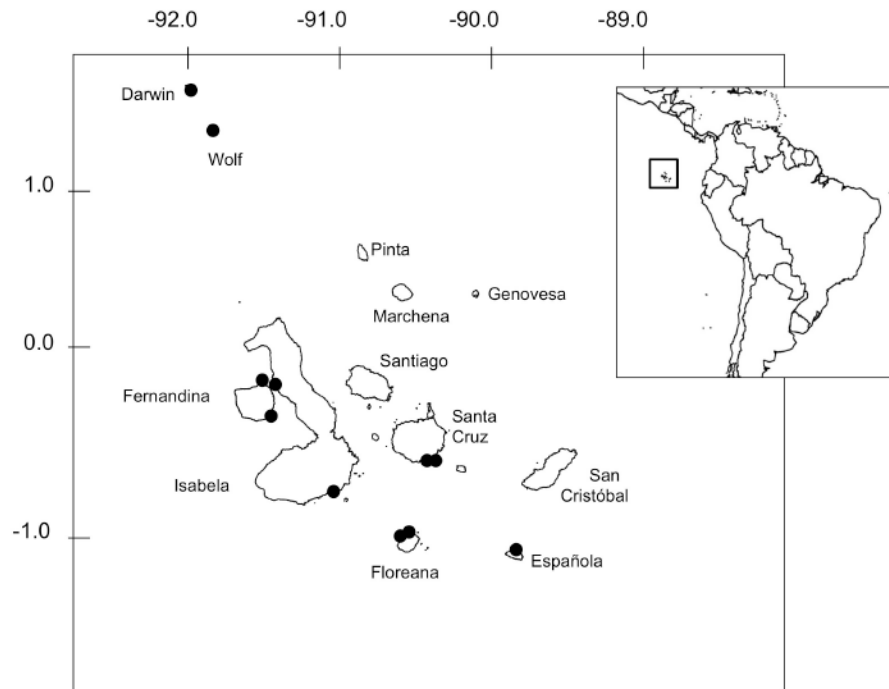 -92.0 -91.0 -90.0 -89.0
Darwin
Wolf
1.0
Pinta
Genovesa
Marchena
0.0
Santiago
Fernandina
Santa
Cruz
Isabela
San
Cristóbal
-1.0
Española
Floreana